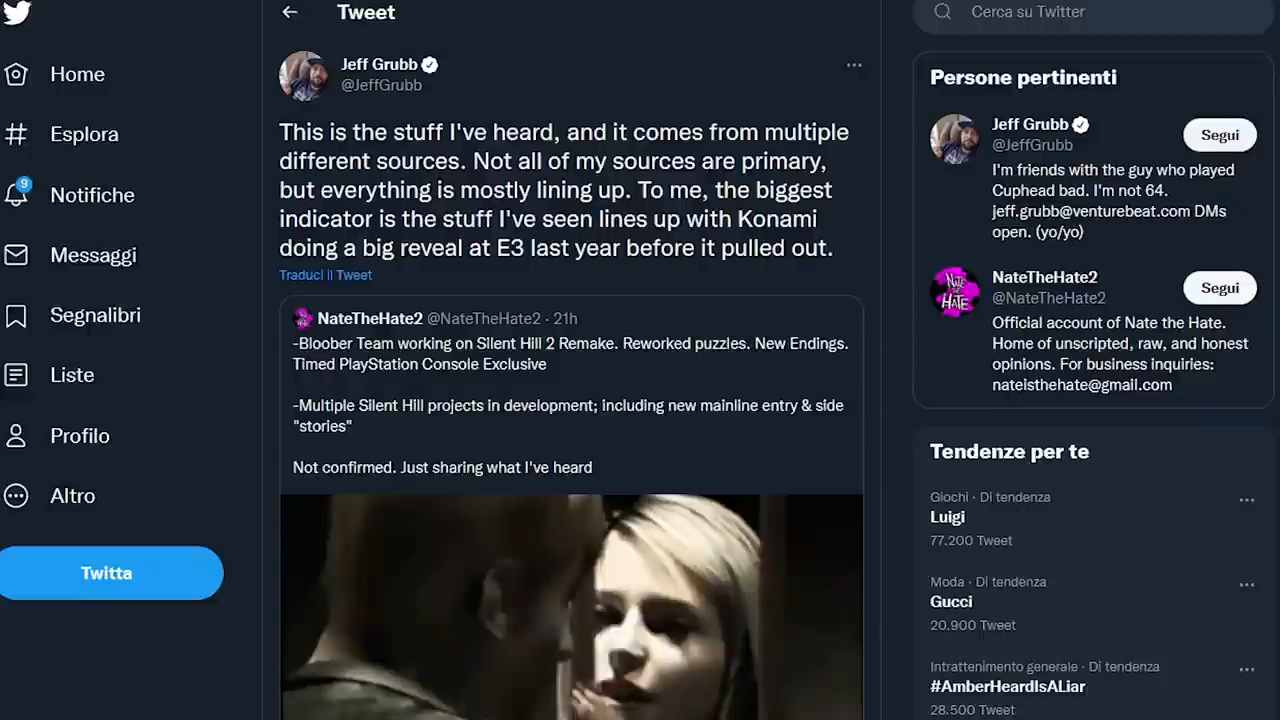 Home
Esplora
9
Notifiche
Messaggi
Segnalibri
Liste
Profilo
Altro
Twitta
Tweet
Jeff Grubb
@JeffGrubb
This is the stuff I've heard, and it comes from multiple
different sources. Not all of my sources are primary,
but everything is mostly lining up. To me, the biggest
indicator is the stuff I've seen lines up with Konami
doing a big reveal at E3 last year before it pulled out.
Traduci il Tweet
NateTheHate2 @NateTheHate2 · 21h
-Bloober Team working on Silent Hill 2 Remake. Reworked puzzles. New Endings.
Timed PlayStation Console Exclusive
-Multiple Silent Hill projects in development; including new mainline entry & side
"stories"
Not confirmed. Just sharing what I've heard
Cerca su Twitter
Persone pertinenti
Jeff Grubb
@JeffGrubb
Segui
I'm friends with the guy who played
Cuphead bad. I'm not 64.
jeff.grubb@venturebeat.com DMs
open. (yo/yo)
NATE THE HATE
NateTheHate2
@NateTheHate2
Segui
Official account of Nate the Hate.
Home of unscripted, raw, and honest
opinions. For business inquiries:
nateisthehate@gmail.com
Tendenze per te
Giochi · Di tendenza
Luigi
77.200 Tweet
Moda · Di tendenza
Gucci
20.900 Tweet
Intrattenimento generale · Di tendenza
#AmberHeardIsALiar
28.500 Tweet